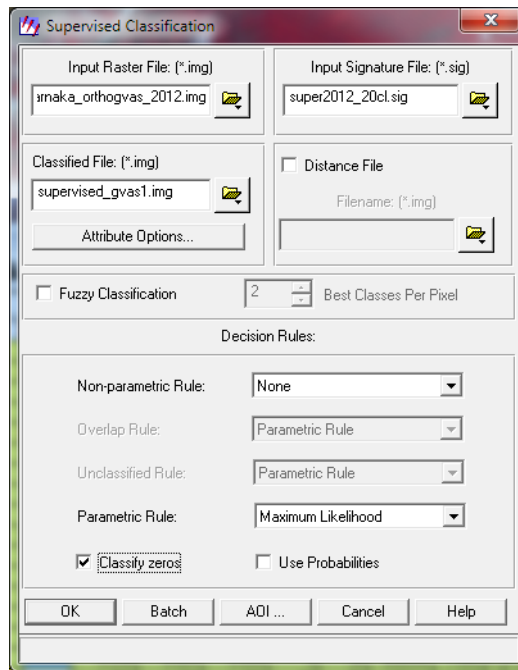 Supervised Classification
Input Raster File: (*.img)
Input Signature File: (*.sig)
ırnaka_orthogvas_2012.img
super2012_20cl.sig
Classified File: (*.img)
Distance File
supervised_gvas1.img
Filename: (*.img)
Attribute Options...
Fuzzy Classification
2
Best Classes Per Pixel
Decision Rules:
Non-parametric Rule:
None
Overlap Rule:
Parametric Rule
Unclassified Rule:
Parametric Rule
Parametric Rule:
Maximum Likelihood
Classify zeros
Use Probabilities
OK
Batch
AOI ...
Cancel
Help